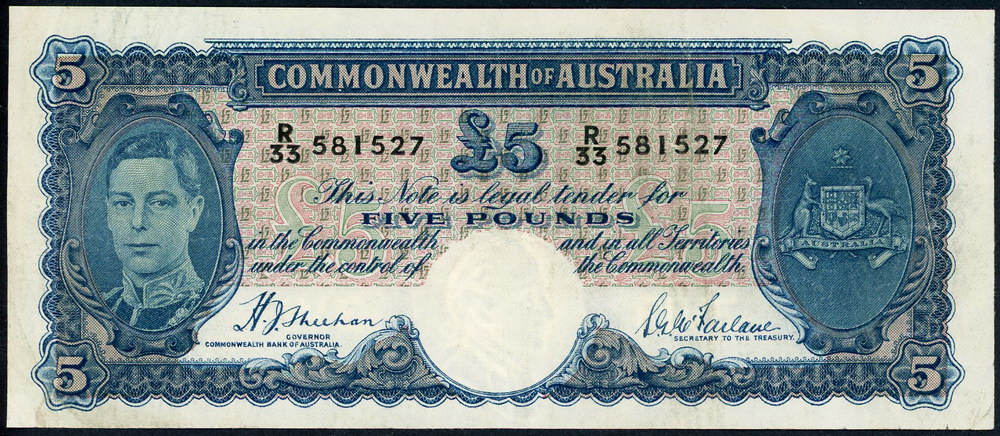 5 5
COMMONWEALTH OF AUSTRALIA
R/33 581527 £5 R/33 581527
This Note is legal tender for
FIVE POUNDS
in the Commonwealth and in all Territories
under the control of the Commonwealth.
AUSTRALIA
H.J. Sheehan
GOVERNOR
COMMONWEALTH BANK OF AUSTRALIA.
S.G. McFarlane
SECRETARY TO THE TREASURY.
5 5